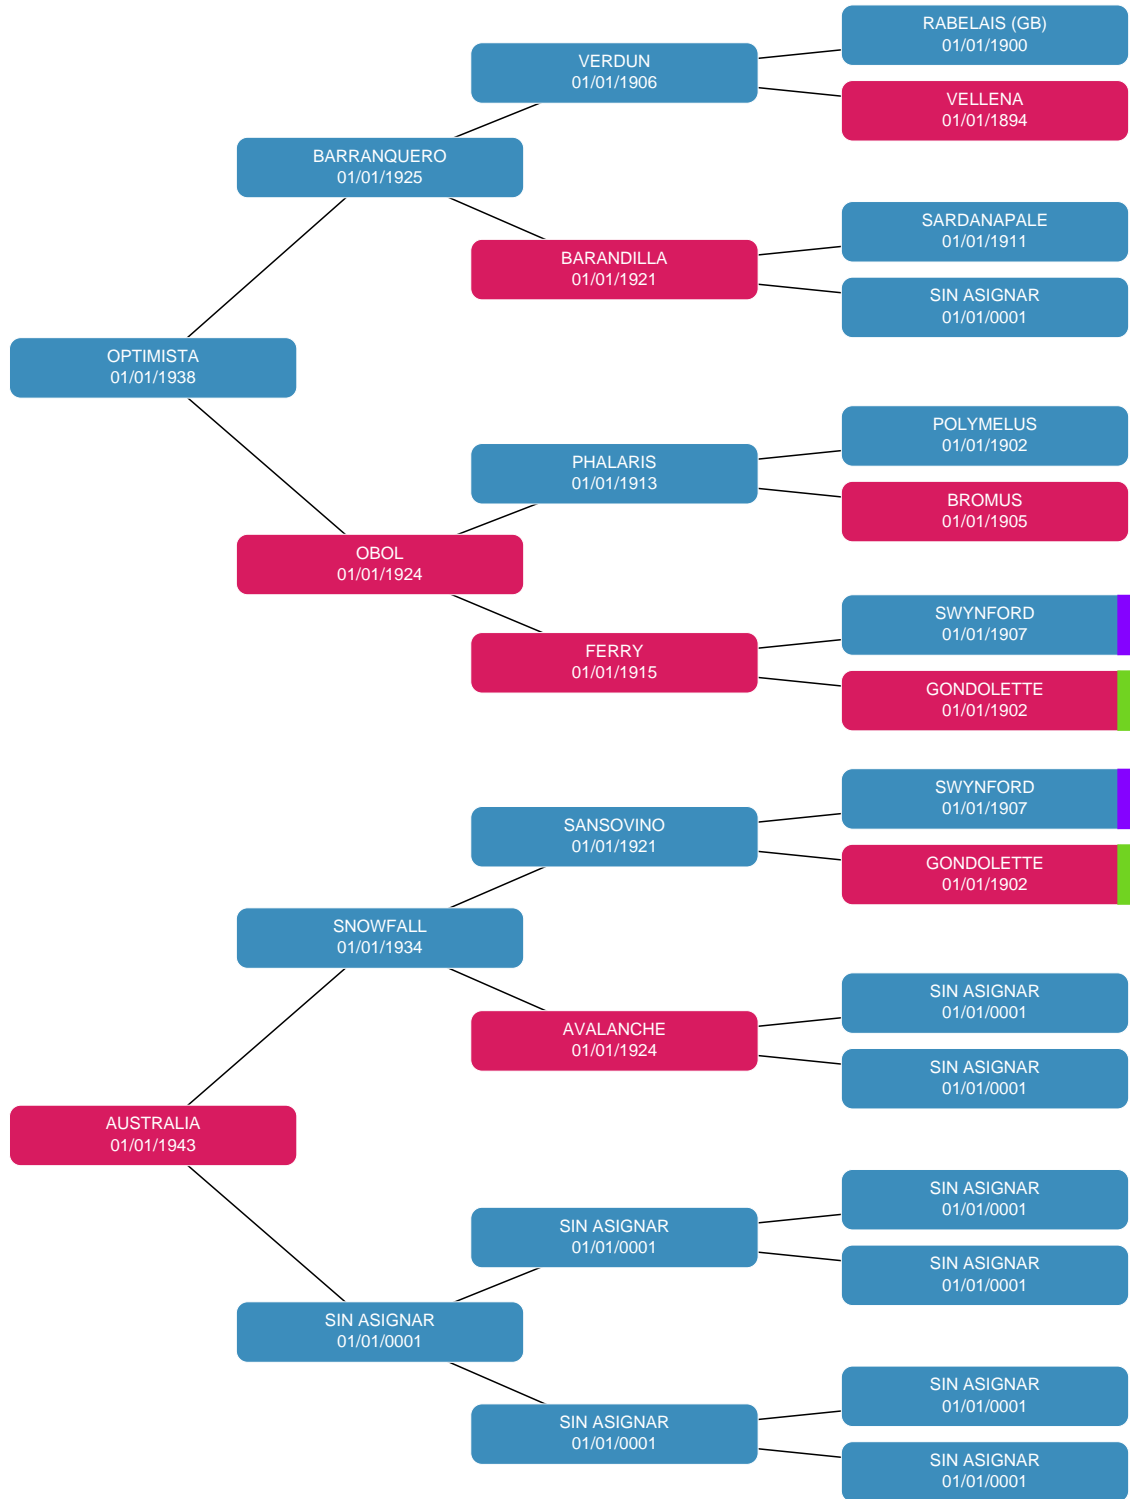 RABELAIS (GB)
01/01/1900
VERDUN
01/01/1906
VELLENA
01/01/1894
BARRANQUERO
01/01/1925
SARDANAPALE
01/01/1911
BARANDILLA
01/01/1921
SIN ASIGNAR
01/01/0001
OPTIMISTA
01/01/1938
POLYMELUS
01/01/1902
PHALARIS
01/01/1913
BROMUS
01/01/1905
OBOL
01/01/1924
SWYNFORD
01/01/1907
FERRY
01/01/1915
GONDOLETTE
01/01/1902
SWYNFORD
01/01/1907
SANSOVINO
01/01/1921
GONDOLETTE
01/01/1902
SNOWFALL
01/01/1934
SIN ASIGNAR
01/01/0001
AVALANCHE
01/01/1924
SIN ASIGNAR
01/01/0001
AUSTRALIA
01/01/1943
SIN ASIGNAR
01/01/0001
SIN ASIGNAR
01/01/0001
SIN ASIGNAR
01/01/0001
SIN ASIGNAR
01/01/0001
SIN ASIGNAR
01/01/0001
SIN ASIGNAR
01/01/0001
SIN ASIGNAR
01/01/0001